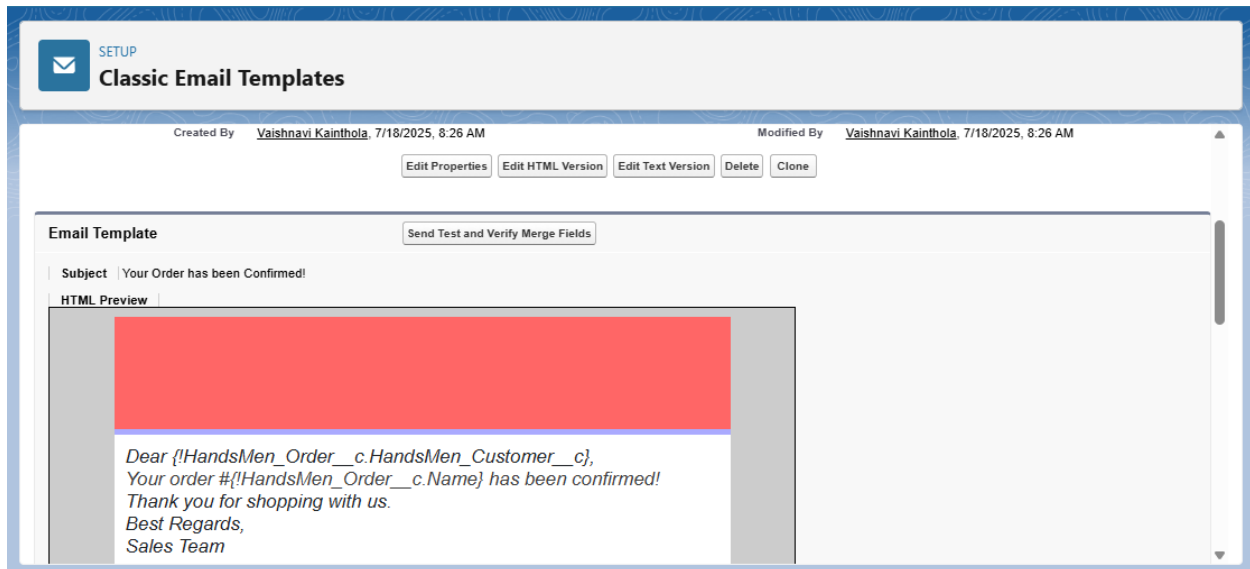 SETUP
Classic Email Templates
Created By Vaishnavi Kainthola, 7/18/2025, 8:26 AM Modified By Vaishnavi Kainthola, 7/18/2025, 8:26 AM
Edit Properties Edit HTML Version Edit Text Version Delete Clone
Email Template Send Test and Verify Merge Fields
Subject Your Order has been Confirmed!
HTML Preview
Dear {!HandsMen_Order__c.HandsMen_Customer__c},
Your order #{!HandsMen_Order__c.Name} has been confirmed!
Thank you for shopping with us.
Best Regards,
Sales Team